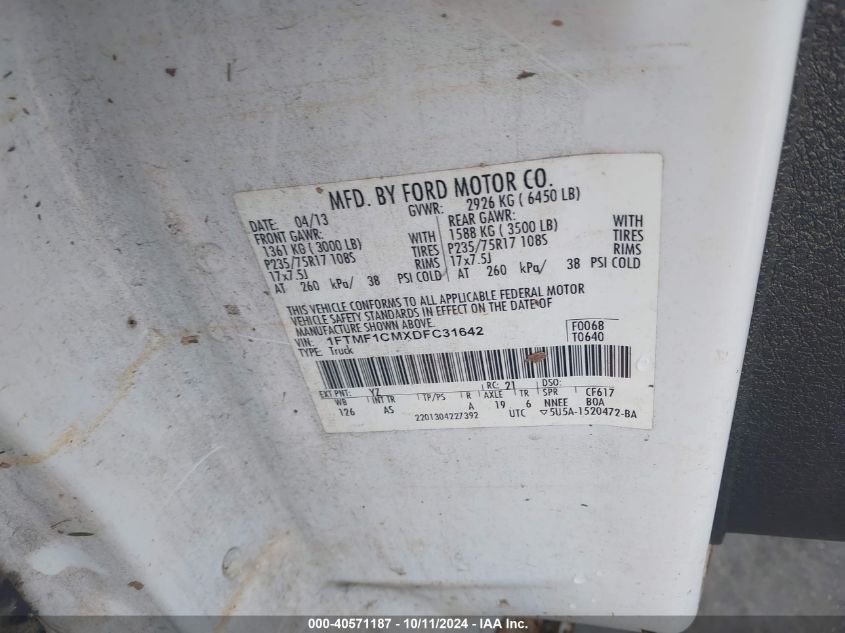 MFD. BY FORD MOTOR CO.
DATE: 04/13 GVWR: 2926 KG ( 6450 LB)
FRONT GAWR: REAR GAWR:
1361 KG ( 3000 LB) WITH 1588 KG ( 3500 LB) WITH
P235/75R17 108S TIRES P235/75R17 108S TIRES
17x7.5J RIMS 17x7.5J RIMS
AT 260 kPa/ 38 PSI COLD AT 260 kPa/ 38 PSI COLD
THIS VEHICLE CONFORMS TO ALL APPLICABLE FEDERAL MOTOR
VEHICLE SAFETY STANDARDS IN EFFECT ON THE DATE OF
MANUFACTURE SHOWN ABOVE.
VIN: 1FTMF1CMXDFC31642 F0068
TYPE: Truck T0640
EXT PNT: YZ RC: 21 DSO:
WB INT TR TP/PS R AXLE TR SPR CF617
126 AS A 19 6 NNEE BOA
2201304227392 UTC ▽5U5A-1520472-BA
000-40571187 - 10/11/2024 - IAA Inc.